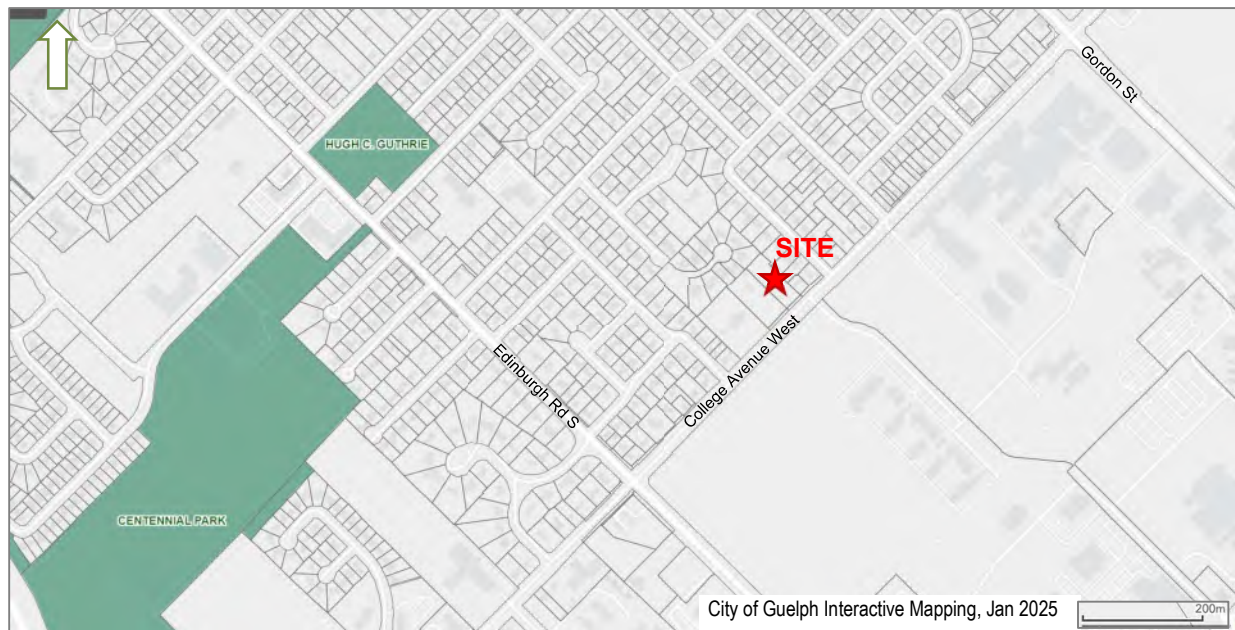 Gordon St
HUGH C. GUTHRIE
SITE
College Avenue West
Edinburgh Rd S
CENTENNIAL PARK
City of Guelph Interactive Mapping, Jan 2025
200m